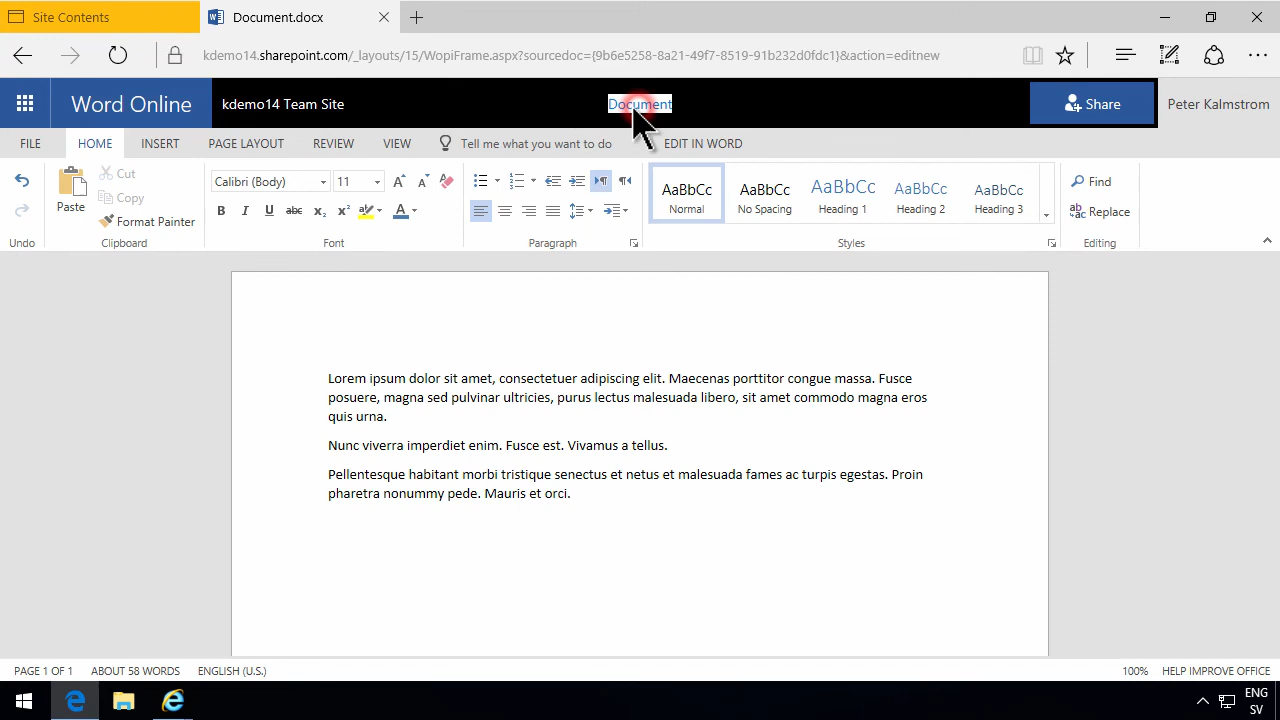 Site Contents
Document.docx
kdemo14.sharepoint.com/_layouts/15/WopiFrame.aspx?sourcedoc={9b6e5258-8a21-49f7-8519-91b232d0fdc1}&action=editnew
Word Online
kdemo14 Team Site
Document
Share
Peter Kalmstrom
FILE HOME INSERT PAGE LAYOUT REVIEW VIEW Tell me what you want to do EDIT IN WORD
Paste
Cut
Copy
Format Painter
Calibri (Body) 11
B I U abc x₂ x² A
AaBbCc AaBbCc AaBbCc AaBbCc AaBbCc
Normal No Spacing Heading 1 Heading 2 Heading 3
Find
Replace
Undo Clipboard Font Paragraph Styles Editing
Lorem ipsum dolor sit amet, consectetuer adipiscing elit. Maecenas porttitor congue massa. Fusce
posuere, magna sed pulvinar ultricies, purus lectus malesuada libero, sit amet commodo magna eros
quis urna.
Nunc viverra imperdiet enim. Fusce est. Vivamus a tellus.
Pellentesque habitant morbi tristique senectus et netus et malesuada fames ac turpis egestas. Proin
pharetra nonummy pede. Mauris et orci.
PAGE 1 OF 1 ABOUT 58 WORDS ENGLISH (U.S.) 100% HELP IMPROVE OFFICE
ENG
SV